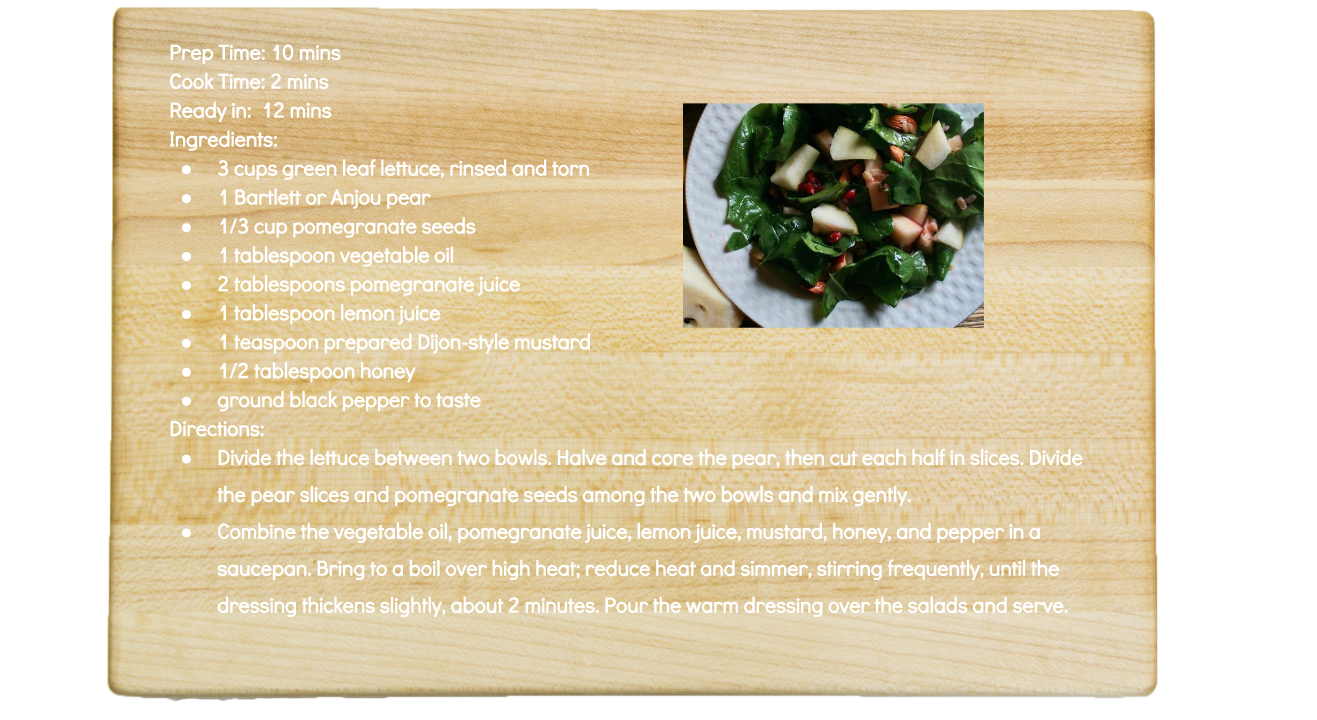 Prep Time: 10 mins
Cook Time: 2 mins
Ready in:  12 mins
Ingredients:
● 3 cups green leaf lettuce, rinsed and torn
● 1 Bartlett or Anjou pear
● 1/3 cup pomegranate seeds
● 1 tablespoon vegetable oil
● 2 tablespoons pomegranate juice
● 1 tablespoon lemon juice
● 1 teaspoon prepared Dijon-style mustard
● 1/2 tablespoon honey
● ground black pepper to taste
Directions:
● Divide the lettuce between two bowls. Halve and core the pear, then cut each half in slices. Divide
the pear slices and pomegranate seeds among the two bowls and mix gently.
● Combine the vegetable oil, pomegranate juice, lemon juice, mustard, honey, and pepper in a
saucepan. Bring to a boil over high heat; reduce heat and simmer, stirring frequently, until the
dressing thickens slightly, about 2 minutes. Pour the warm dressing over the salads and serve.